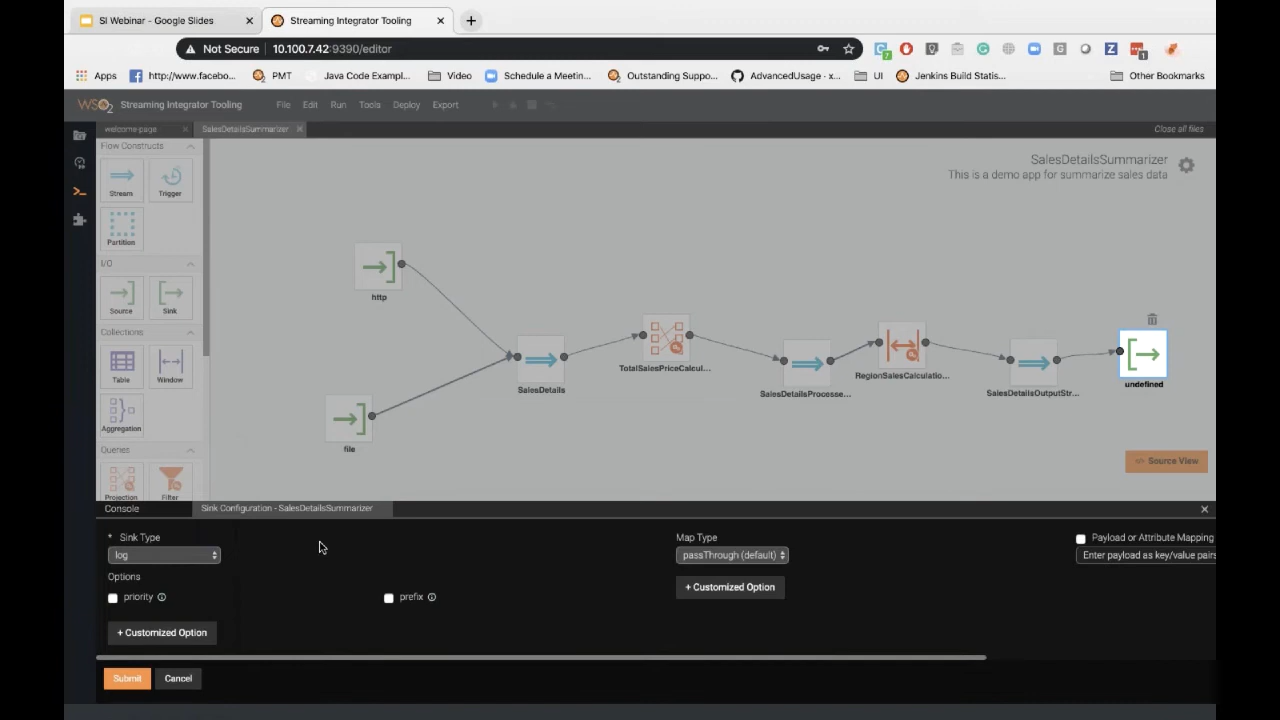 SI Webinar - Google Slides
Streaming Integrator Tooling
Not Secure
10.100.7.42:9390/editor
Apps
http://www.facebo...
PMT
Java Code Exampl...
Video
Schedule a Meetin...
Outstanding Suppo...
AdvancedUsage · x...
UI
Jenkins Build Statis...
Other Bookmarks
WSO2 Streaming Integrator Tooling
File
Edit
Run
Tools
Deploy
Export
welcome-page
SalesDetailsSummarizer
Close all files
Flow Constructs
Stream
Trigger
Partition
I/O
Source
Sink
Collections
Table
Window
Aggregration
Queries
Projection
Filter
SalesDetailsSummarizer
This is a demo app for summarize sales data
http
file
SalesDetails
TotalSalesPriceCalcul...
SalesDetailsProcesse...
RegionSalesCalculatio...
SalesDetailsOutputStr...
undefined
</> Source View
Console
Sink Configuration - SalesDetailsSummarizer
* Sink Type
log
Options
priority
prefix
+ Customized Option
Map Type
passThrough (default)
+ Customized Option
Payload or Attribute Mapping
Enter payload as key/value pairs
Submit
Cancel